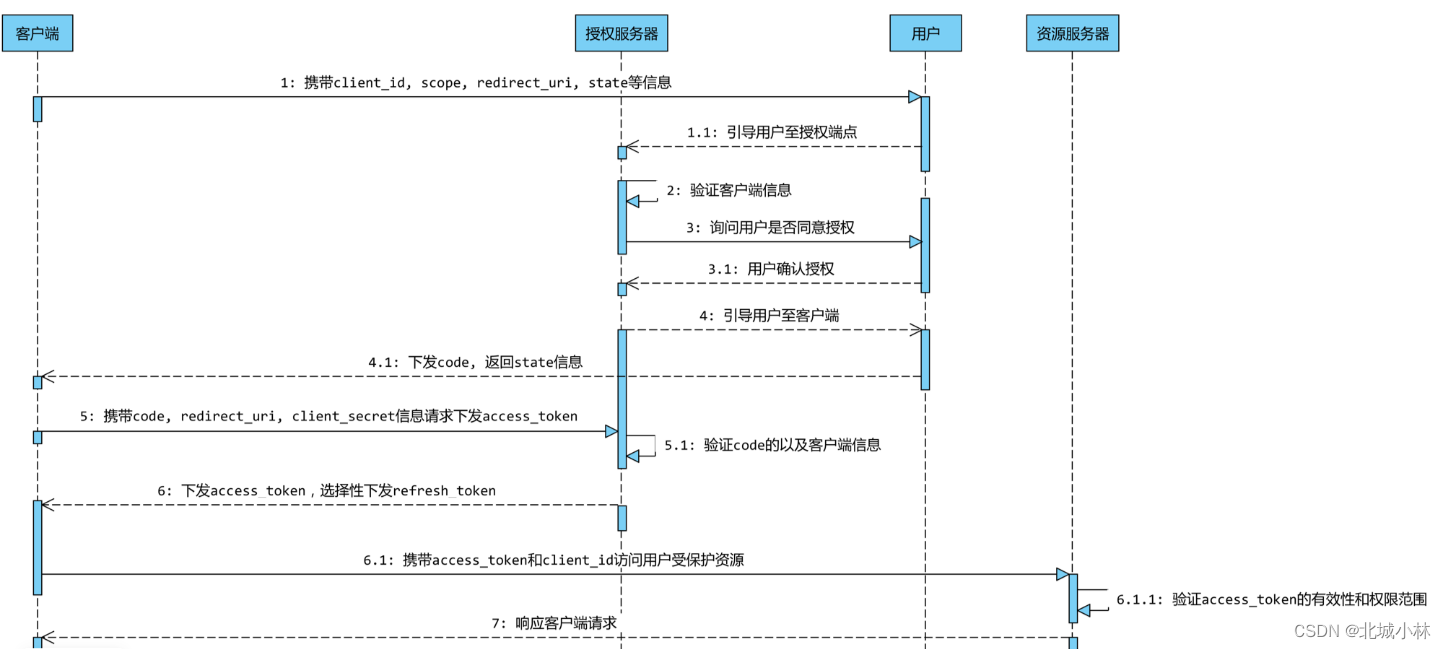 客户端
授权服务器
用户
资源服务器
1: 携带client_id, scope, redirect_uri, state等信息
1.1: 引导用户至授权端点
2: 验证客户端信息
3: 询问用户是否同意授权
3.1: 用户确认授权
4: 引导用户至客户端
4.1: 下发code, 返回state信息
5: 携带code, redirect_uri, client_secret信息请求下发access_token
5.1: 验证code的以及客户端信息
6: 下发access_token，选择性下发refresh_token
6.1: 携带access_token和client_id访问用户受保护资源
6.1.1: 验证access_token的有效性和权限范围
7: 响应客户端请求
CSDN @北城小林